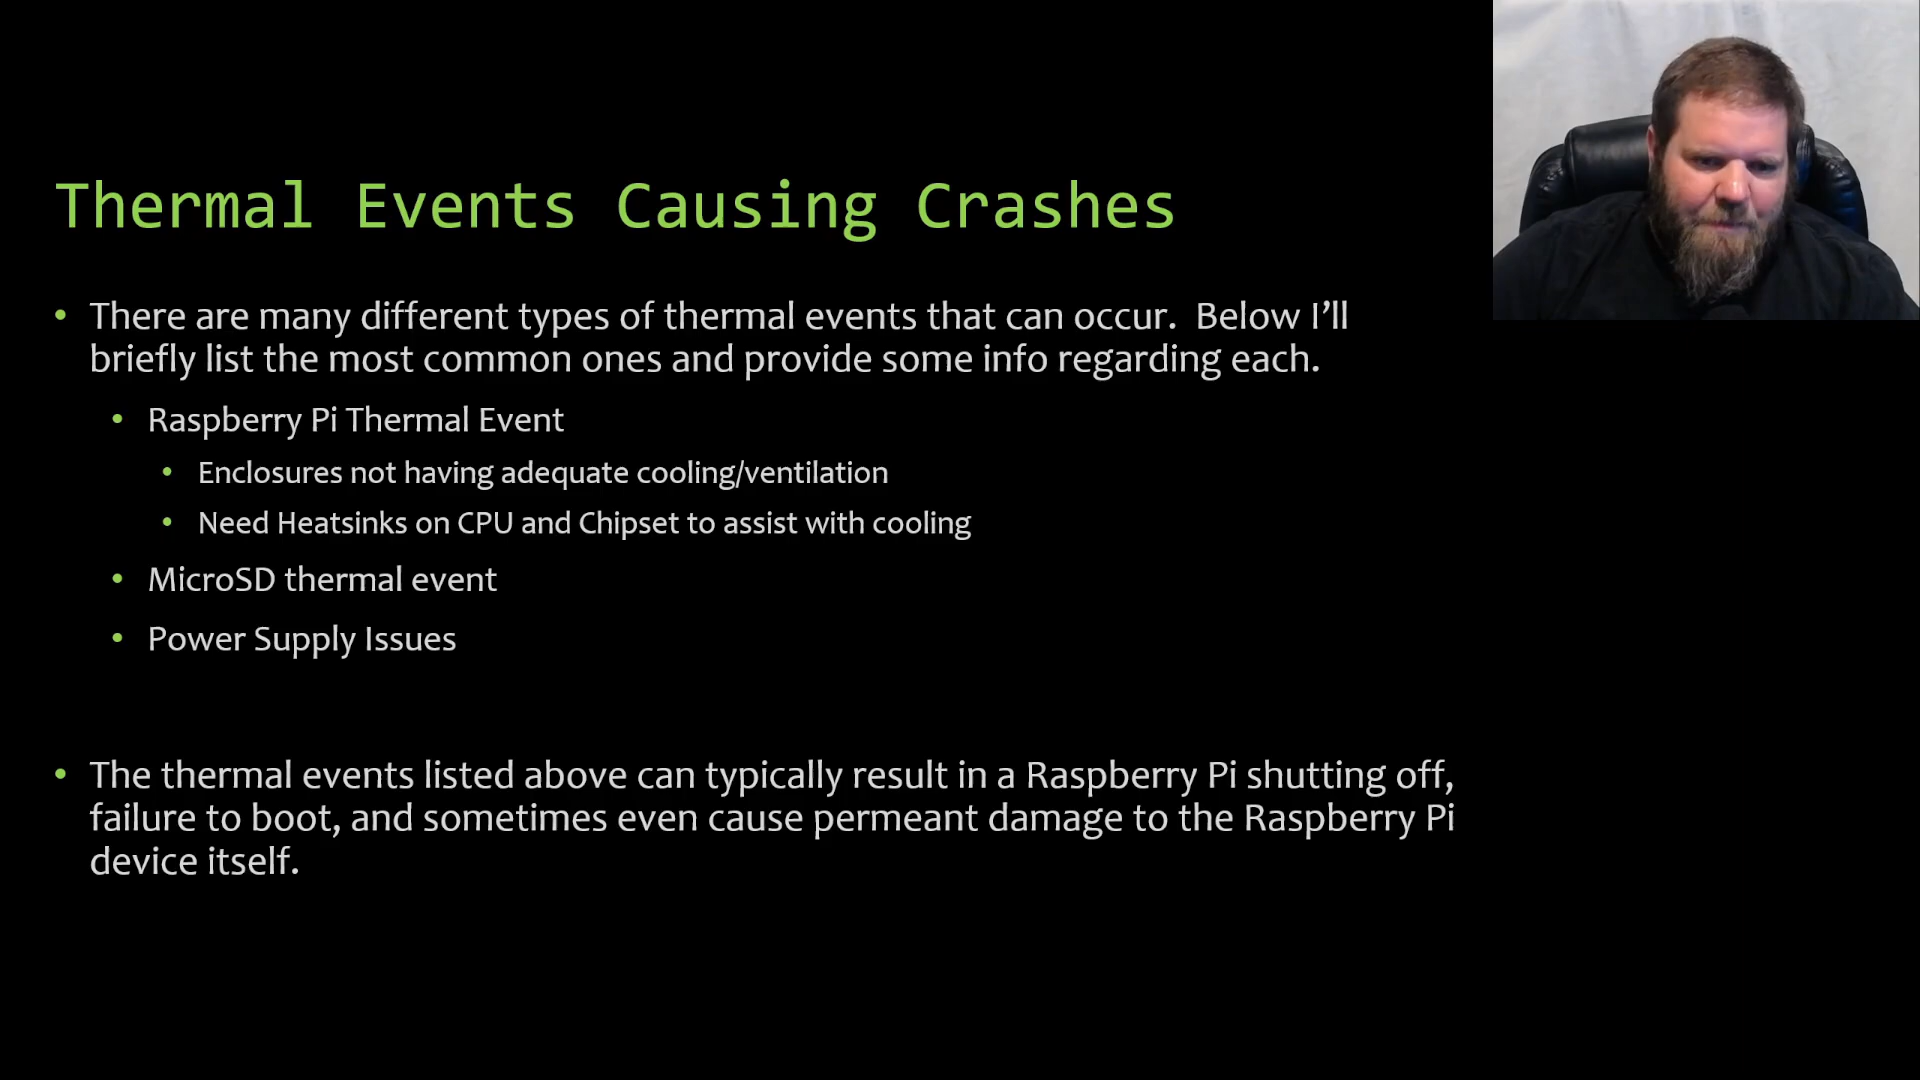 Thermal Events Causing Crashes
• There are many different types of thermal events that can occur.  Below I’ll
briefly list the most common ones and provide some info regarding each.
• Raspberry Pi Thermal Event
• Enclosures not having adequate cooling/ventilation
• Need Heatsinks on CPU and Chipset to assist with cooling
• MicroSD thermal event
• Power Supply Issues
• The thermal events listed above can typically result in a Raspberry Pi shutting off,
failure to boot, and sometimes even cause permeant damage to the Raspberry Pi
device itself.